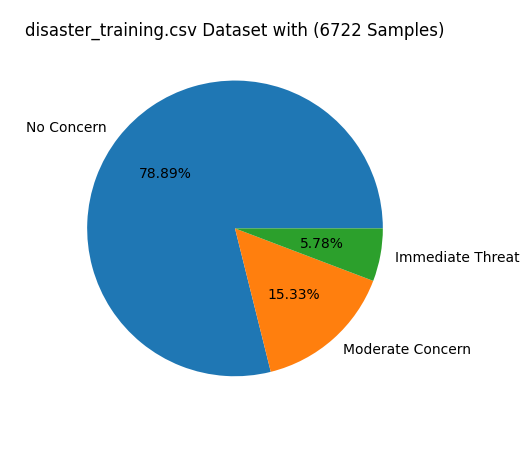 disaster_training.csv Dataset with (6722 Samples)
No Concern
78.89%
5.78%
Immediate Threat
15.33%
Moderate Concern